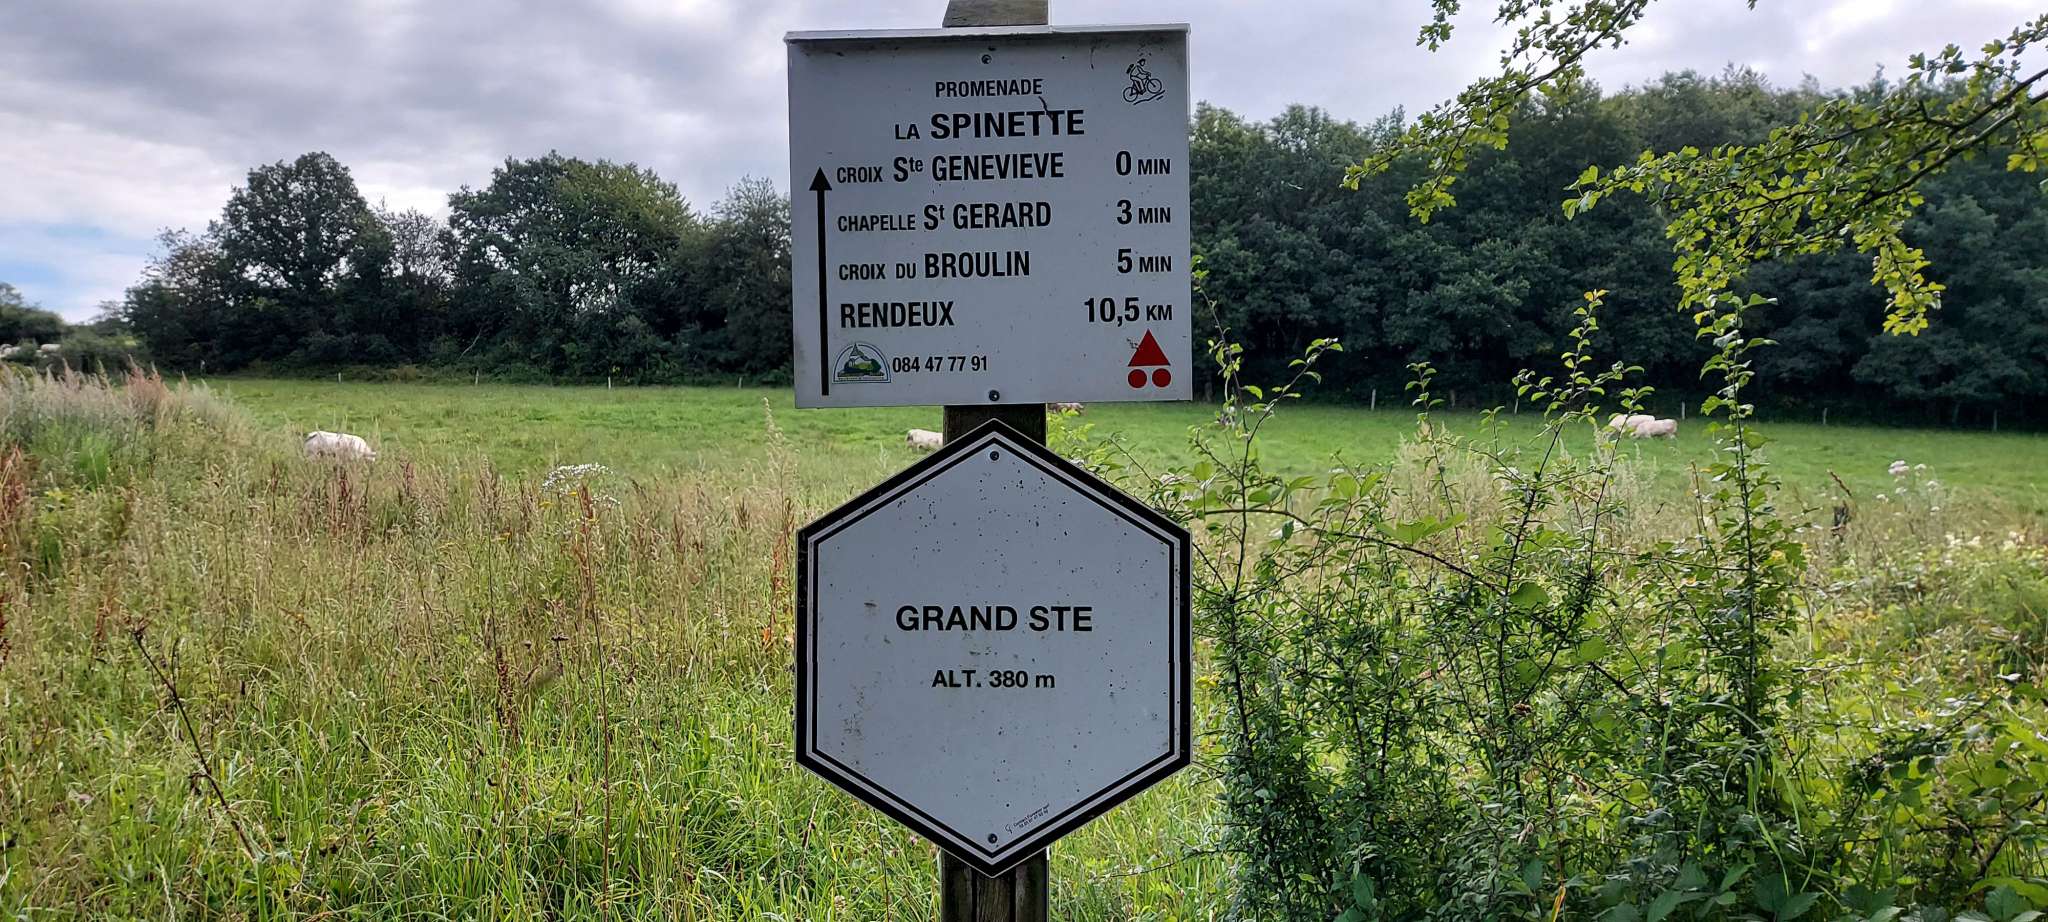 PROMENADE
LA SPINETTE
CROIX Ste GENEVIEVE 0 MIN
CHAPELLE St GERARD 3 MIN
CROIX DU BROULIN 5 MIN
RENDEUX 10,5 KM
084 47 77 91
GRAND STE
ALT. 380 m